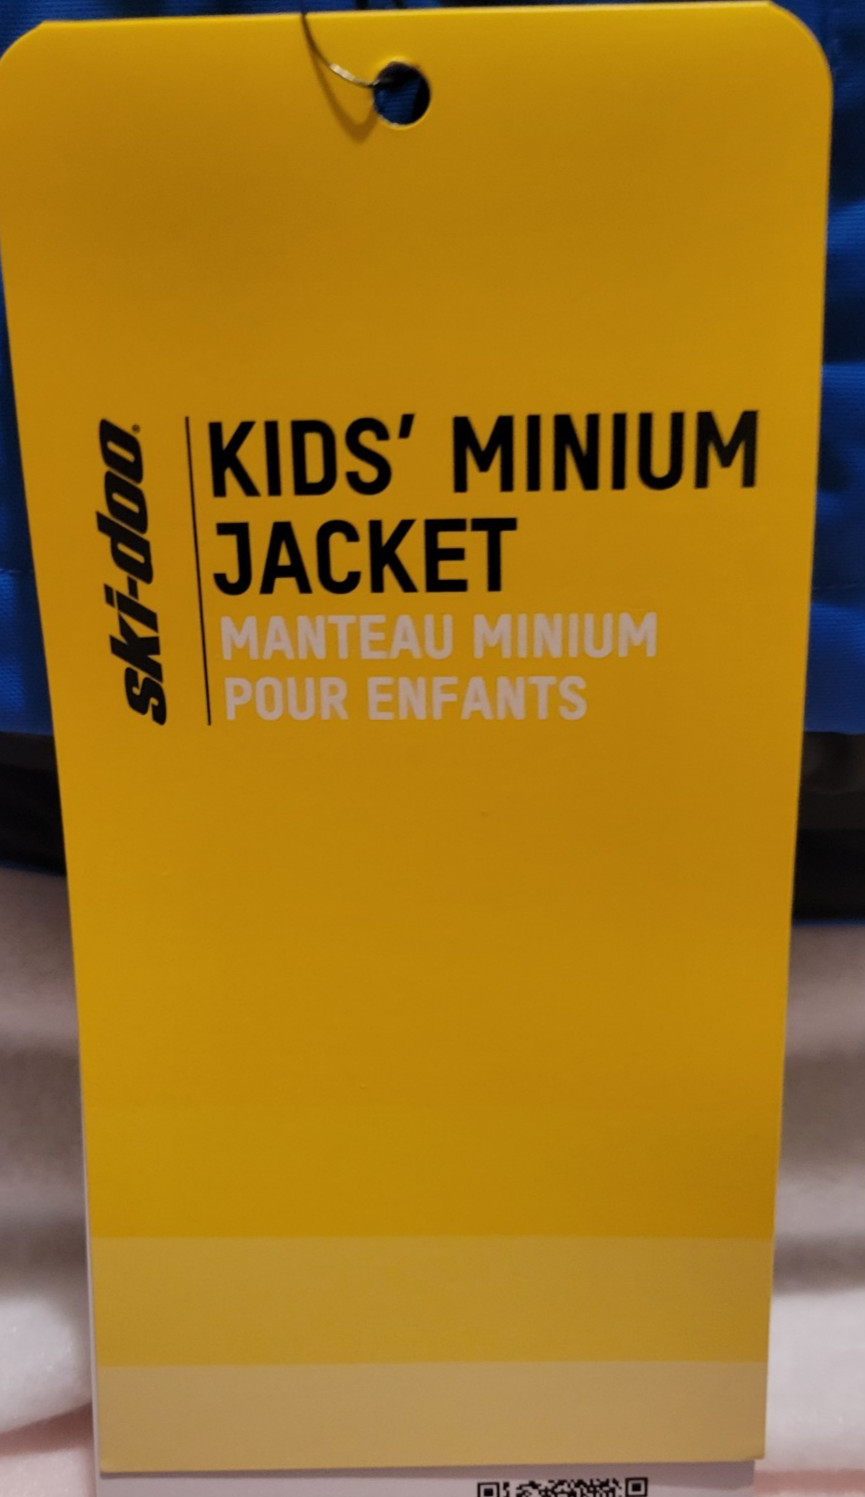 ski-doo®
KIDS' MINIUM
JACKET
MANTEAU MINIUM
POUR ENFANTS